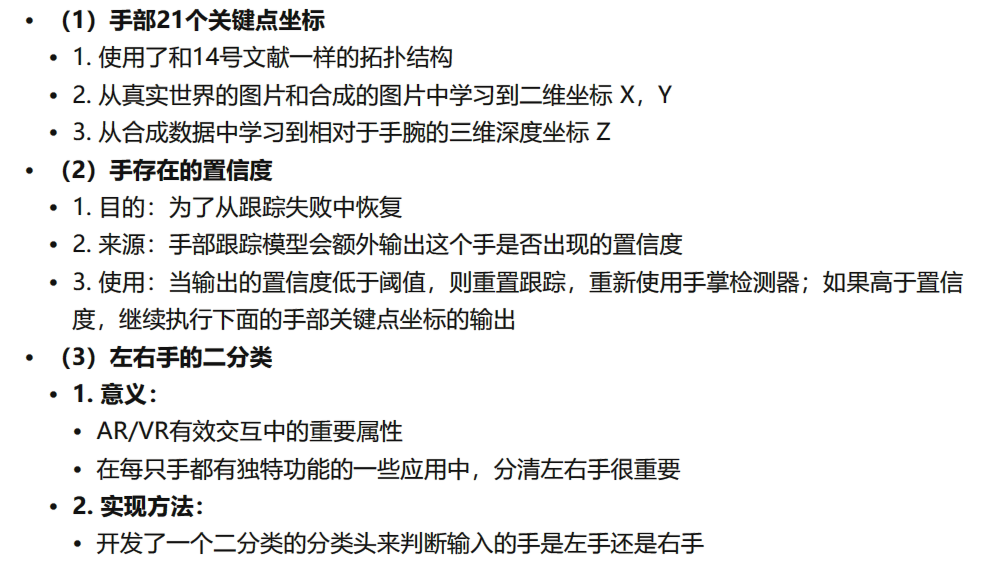 • （1）手部21个关键点坐标
• 1. 使用了和14号文献一样的拓扑结构
• 2. 从真实世界的图片和合成的图片中学习到二维坐标 X，Y
• 3. 从合成数据中学习到相对于手腕的三维深度坐标 Z
• （2）手存在的置信度
• 1. 目的：为了从跟踪失败中恢复
• 2. 来源：手部跟踪模型会额外输出这个手是否出现的置信度
• 3. 使用：当输出的置信度低于阈值，则重置跟踪，重新使用手掌检测器；如果高于置信
度，继续执行下面的手部关键点坐标的输出
• （3）左右手的二分类
• 1. 意义：
• AR/VR有效交互中的重要属性
• 在每只手都有独特功能的一些应用中，分清左右手很重要
• 2. 实现方法：
• 开发了一个二分类的分类头来判断输入的手是左手还是右手